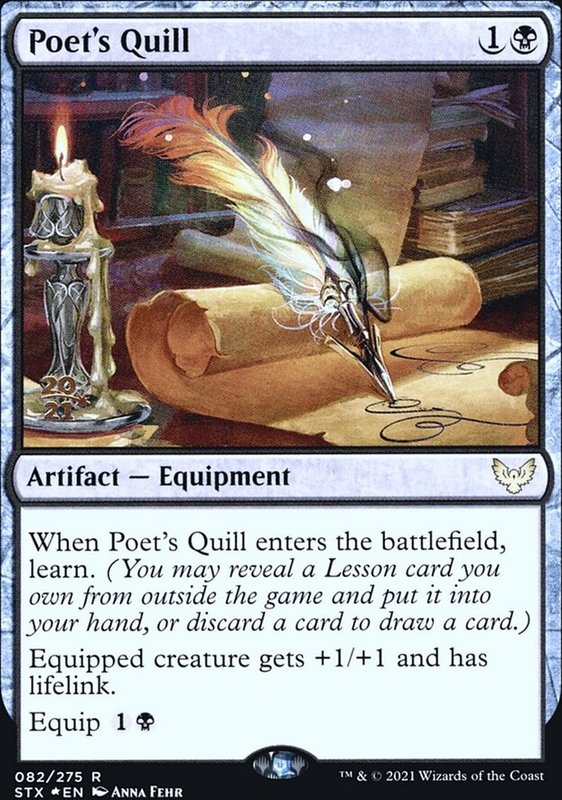 Poet's Quill 1
20
21
Artifact — Equipment
When Poet's Quill enters the battlefield,
learn. (You may reveal a Lesson card you
own from outside the game and put it into
your hand, or discard a card to draw a card.)
Equipped creature gets +1/+1 and has
lifelink.
Equip 1
082/275 R
STX ★ EN Anna Fehr
™ & © 2021 Wizards of the Coast